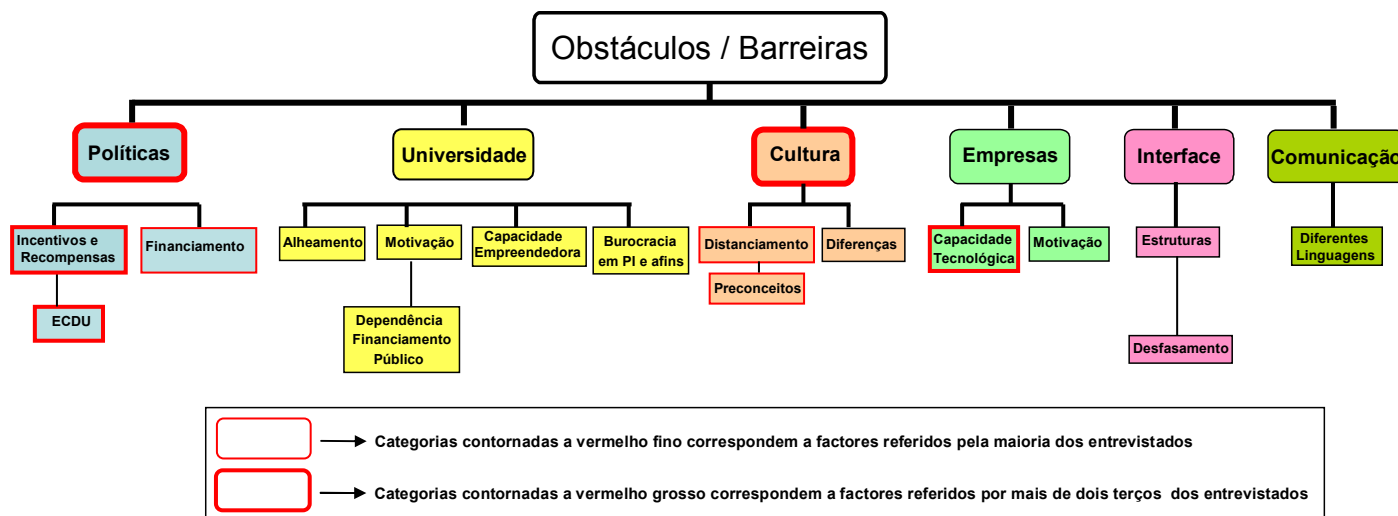 Obstáculos / Barreiras
Políticas
Universidade
Cultura
Empresas
Interface
Comunicação
Incentivos e
Recompensas
Financiamento
ECDU
Alheamento
Motivação
Capacidade
Empreendedora
Burocracia
em PI e afins
Dependência
Financiamento
Público
Distanciamento
Diferenças
Preconceitos
Capacidade
Tecnológica
Motivação
Estruturas
Desfasamento
Diferentes
Linguagens
Categorias contornadas a vermelho fino correspondem a factores referidos pela maioria dos entrevistados
Categorias contornadas a vermelho grosso correspondem a factores referidos por mais de dois terços dos entrevistados